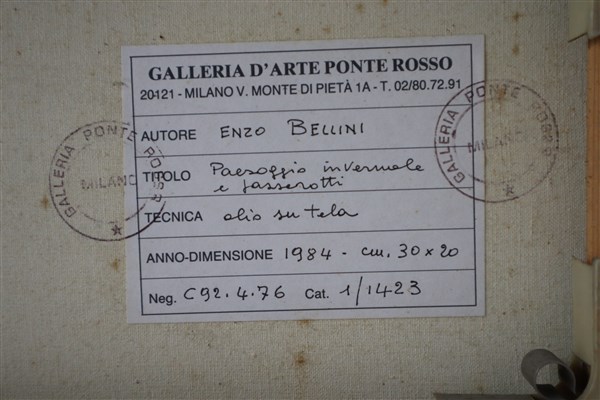 GALLERIA D'ARTE PONTE ROSSO
20121 - MILANO V. MONTE DI PIETÀ 1A - T. 02/80.72.91
AUTORE ENZO BELLINI
TITOLO Paesaggio invernale
e passerotti
TECNICA olio su tela
ANNO-DIMENSIONE 1984 - cm. 30x20
Neg. C92.4.76 Cat. 1/1423
GALLERIA PONTE ROSSO
MILANO
GALLERIA PONTE ROSSO
MILANO